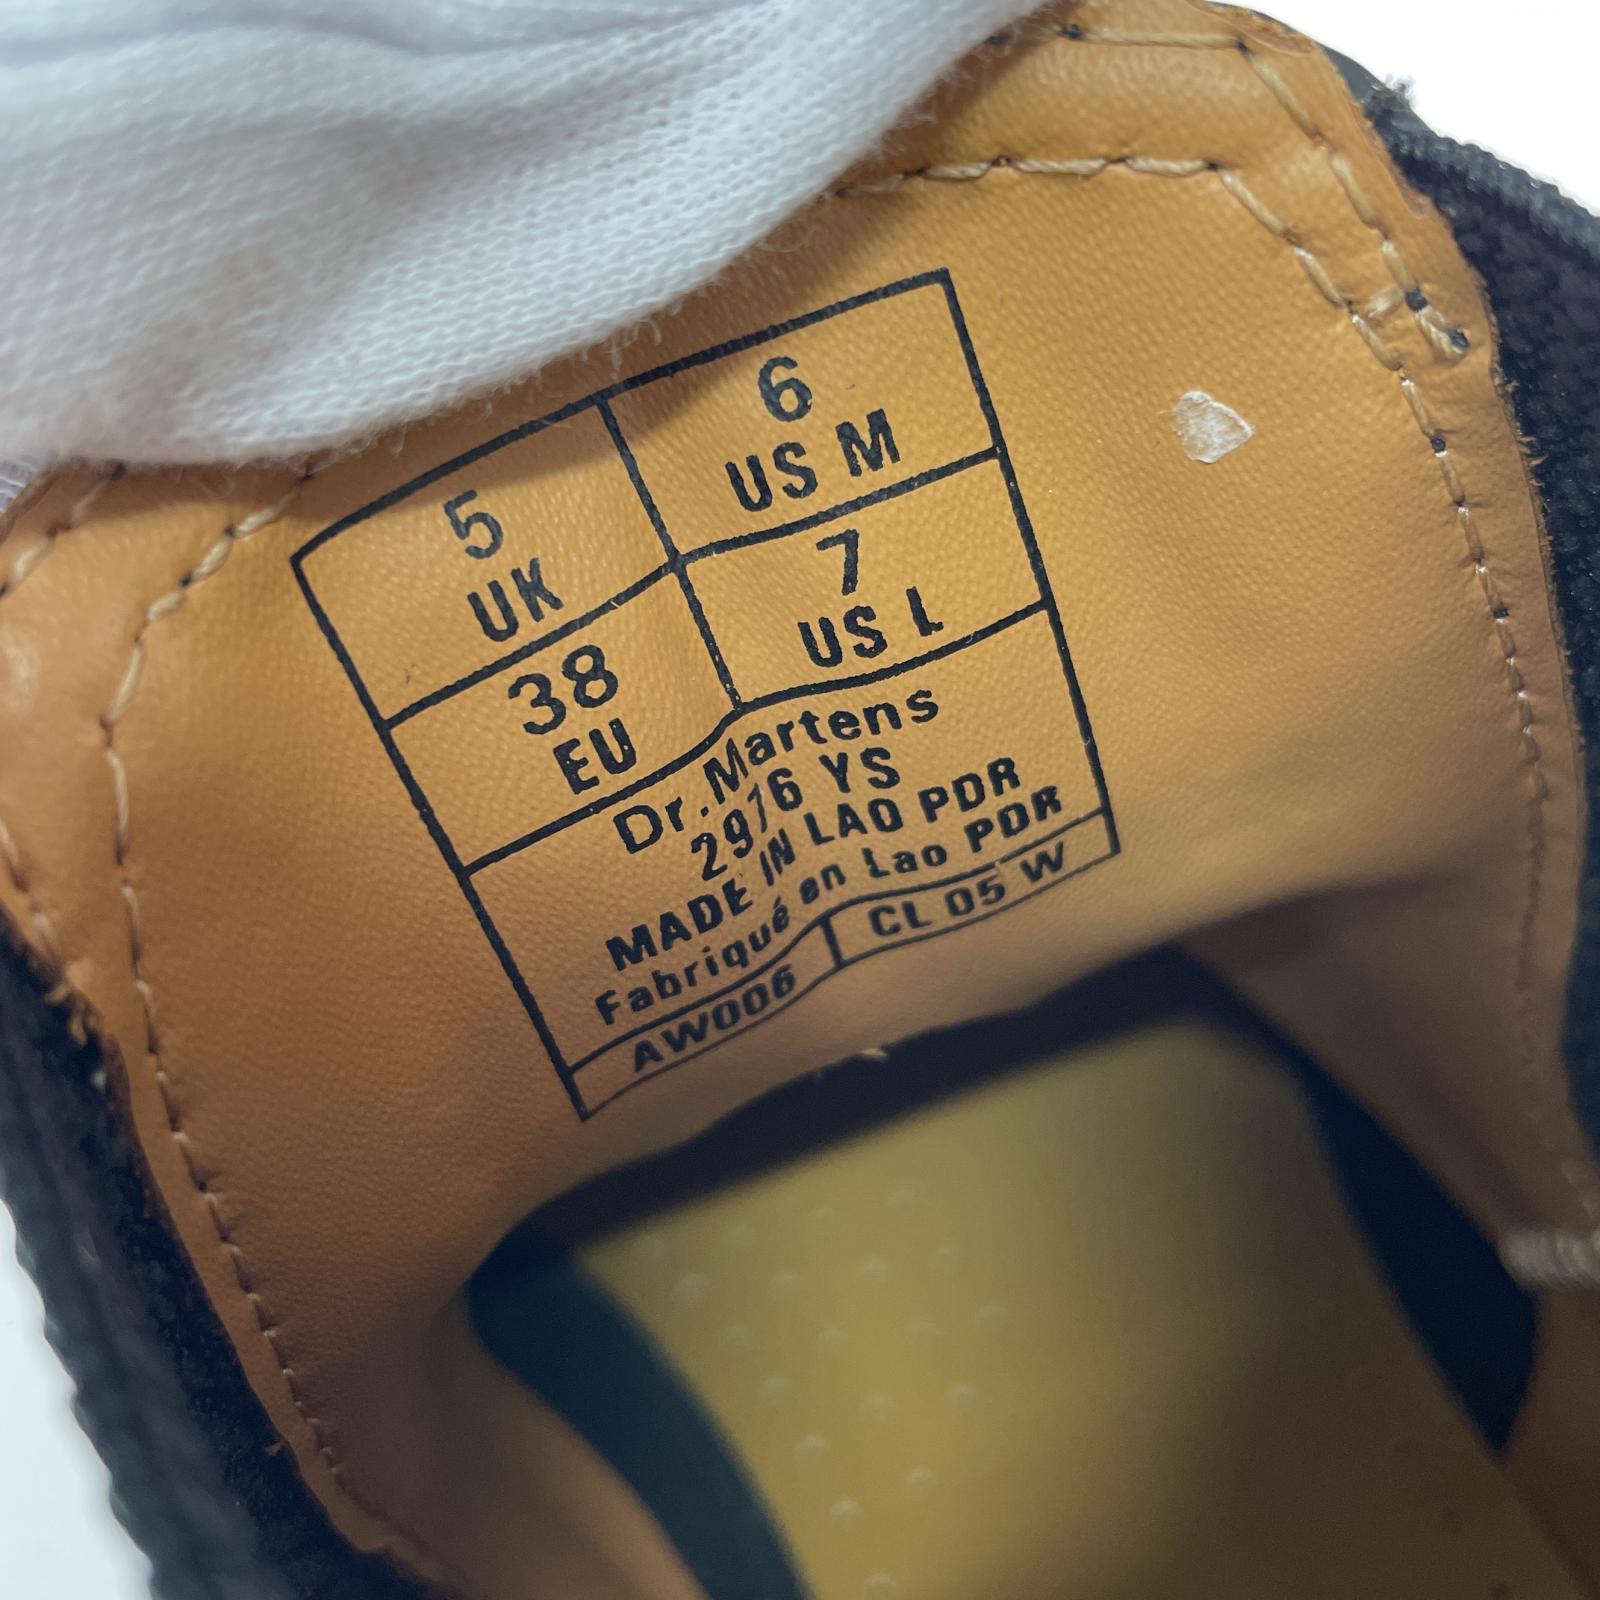 5
UK
6
US M
38
EU
7
US L
Dr.Martens
2976 YS
MADE IN LAO PDR
Fabriqué en Lao PDR
AW006
CL 05 W